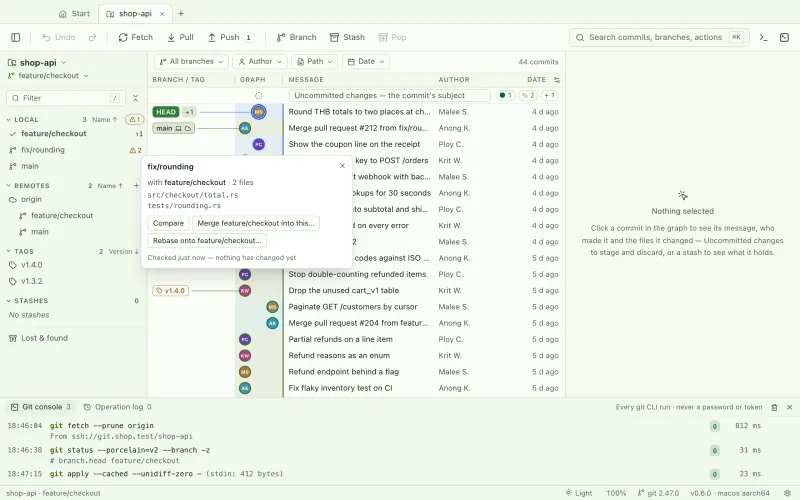 Start
shop-api
Undo
Fetch
Pull
Push 1
Branch
Stash
Pop
Search commits, branches, actions ⌘K
shop-api
feature/checkout
Filter /
LOCAL 3 Name ↑ 1
feature/checkout ↑1
fix/rounding 2
main
REMOTES 2 Name ↑ +
origin
feature/checkout
main
TAGS 2 Version ↓
v1.4.0
v1.3.2
STASHES 0
No stashes
Lost & found
All branches
Author
Path
Date
44 commits
BRANCH / TAG GRAPH MESSAGE AUTHOR DATE
Uncommitted changes — the commit's subject 1 2 + 1
HEAD +1 MS Round THB totals to two places at ch... Malee S. 4 d ago
main AK Merge pull request #212 from fix/rou... Anong K. 4 d ago
PC Show the coupon line on the receipt Ploy C. 4 d ago
key to POST /orders Krit W. 4 d ago
t webhook with bac... Malee S. 4 d ago
okups for 30 seconds Anong K. 4 d ago
to subtotal and shi... Ploy C. 4 d ago
d on every error Krit W. 4 d ago
2 Malee S. 4 d ago
codes against ISO ... Anong K. 5 d ago
PC Stop double-counting refunded items Ploy C. 5 d ago
v1.4.0 KW Drop the unused cart_v1 table Krit W. 5 d ago
MS Paginate GET /customers by cursor Malee S. 5 d ago
AK Merge pull request #204 from featur... Anong K. 5 d ago
PC Partial refunds on a line item Ploy C. 5 d ago
KW Refund reasons as an enum Krit W. 5 d ago
MS Refund endpoint behind a flag Malee S. 5 d ago
AK Fix flaky inventory test on CI Anong K. 5 d ago
fix/rounding
with feature/checkout · 2 files
src/checkout/total.rs
tests/rounding.rs
Compare
Merge feature/checkout into this...
Rebase onto feature/checkout...
Checked just now — nothing has changed yet
Nothing selected
Click a commit in the graph to see its message, who
made it and the files it changed — Uncommitted changes
to stage and discard, or a stash to see what it holds.
Git console 3
Operation log 0
Every git CLI run · never a password or token
18:46:04 git fetch --prune origin 0 812 ms
From ssh://git.shop.test/shop-api
18:46:38 git status --porcelain=v2 --branch -z 0 31 ms
# branch.head feature/checkout
18:47:15 git apply --cached --unidiff-zero - (stdin: 412 bytes) 0 23 ms
shop-api · feature/checkout
Light
100%
git 2.47.0
v0.6.0 · macos aarch64